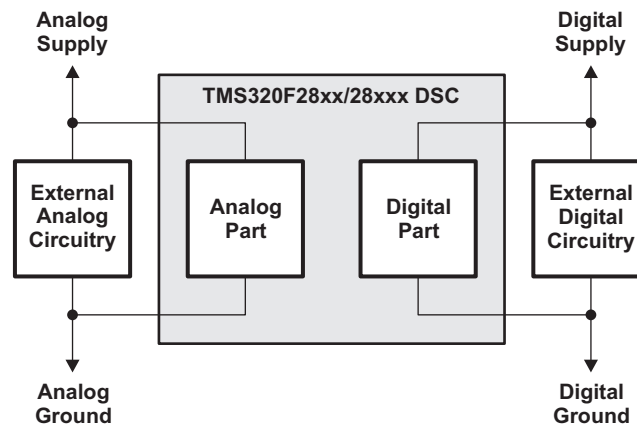 Analog
Supply
Digital
Supply
TMS320F28xx/28xxx DSC
External
Analog
Circuitry
Analog
Part
Digital
Part
External
Digital
Circuitry
Analog
Ground
Digital
Ground